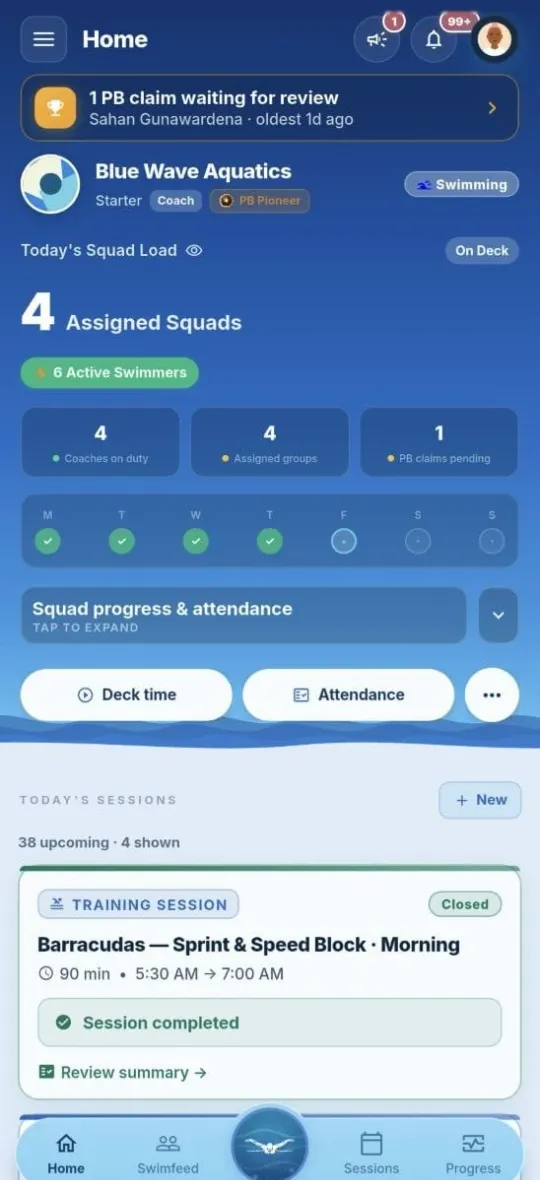 Home
1
99+
1 PB claim waiting for review
Sahan Gunawardena · oldest 1d ago
Blue Wave Aquatics
Starter Coach PB Pioneer
Swimming
Today's Squad Load
On Deck
4 Assigned Squads
6 Active Swimmers
4
Coaches on duty
4
Assigned groups
1
PB claims pending
M T W T F S S
Squad progress & attendance
TAP TO EXPAND
Deck time
Attendance
TODAY'S SESSIONS
+ New
38 upcoming · 4 shown
TRAINING SESSION
Closed
Barracudas — Sprint & Speed Block · Morning
90 min • 5:30 AM → 7:00 AM
Session completed
Review summary →
Home Swimfeed Sessions Progress